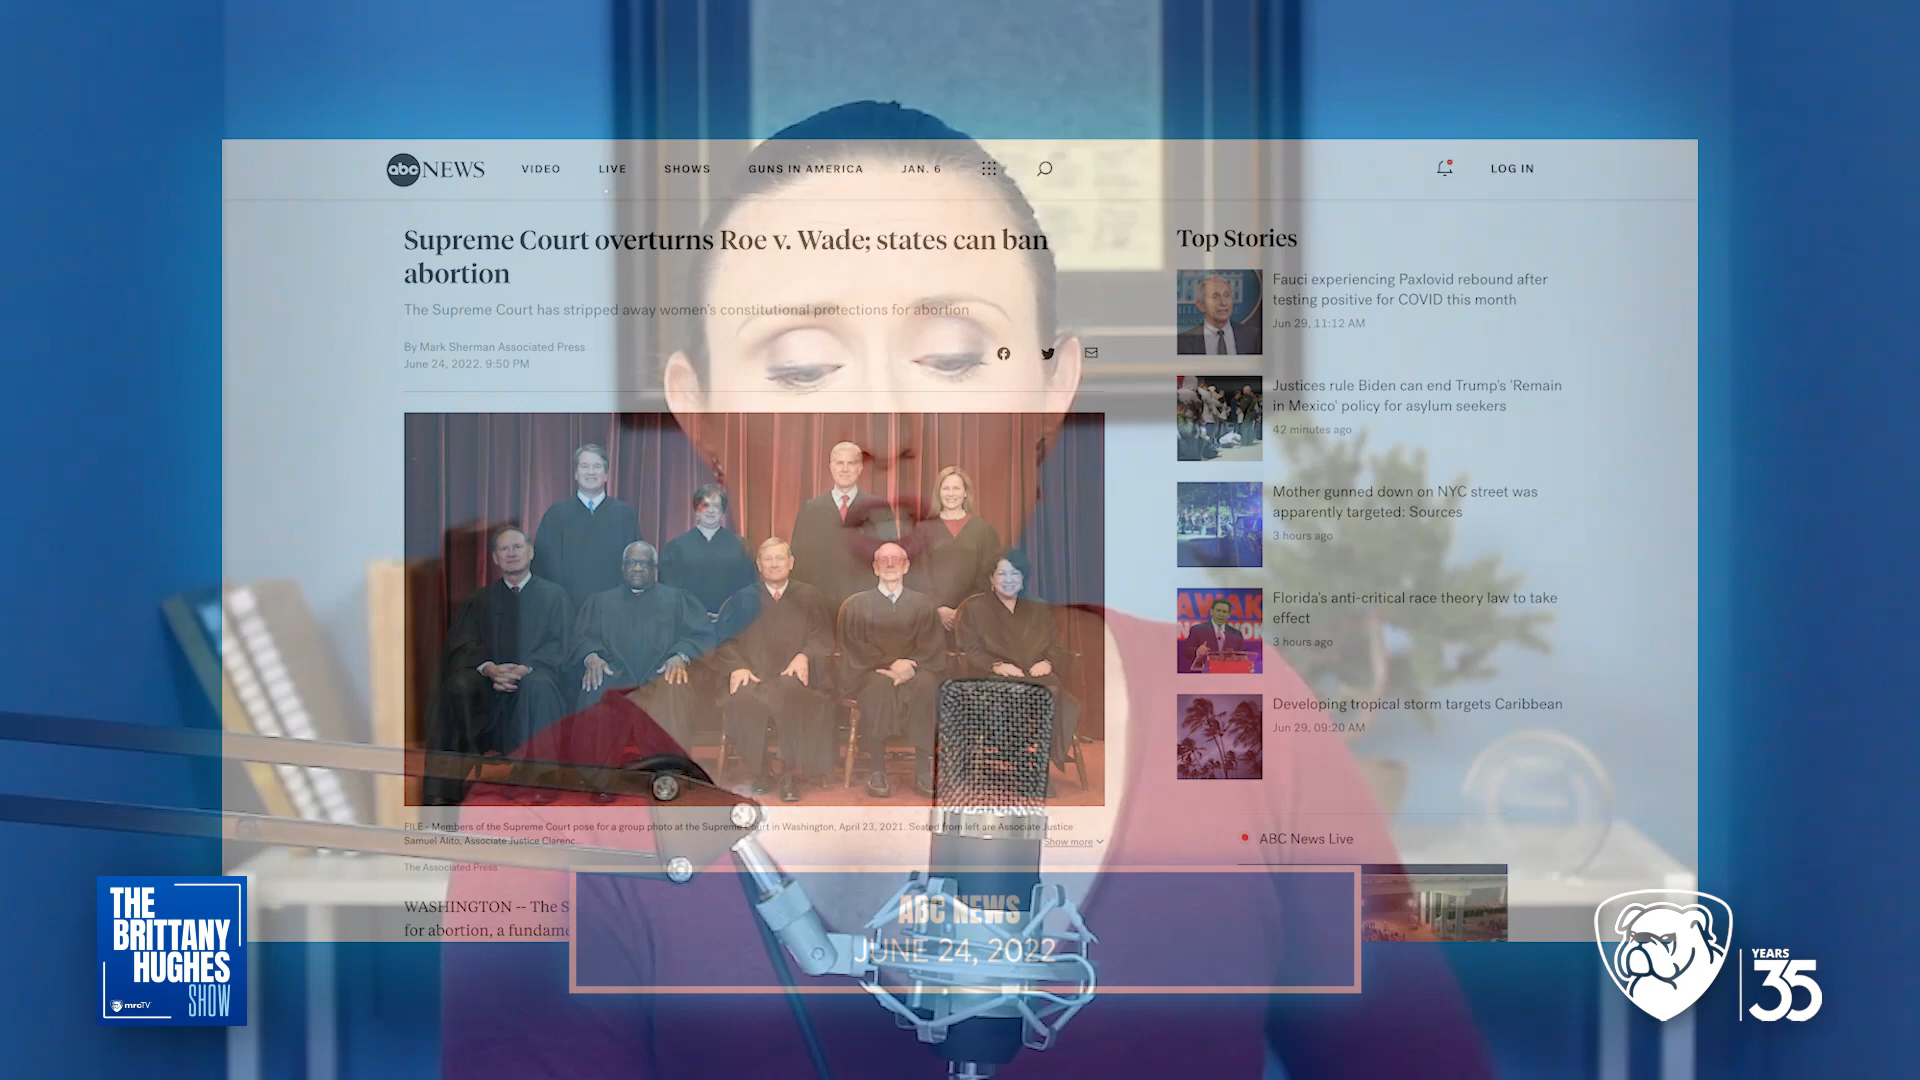 abc NEWS VIDEO LIVE SHOWS GUNS IN AMERICA JAN. 6 LOG IN
Supreme Court overturns Roe v. Wade; states can ban
abortion
The Supreme Court has stripped away women's constitutional protections for abortion
By Mark Sherman Associated Press
June 24, 2022, 9:50 PM
FILE - Members of the Supreme Court pose for a group photo at the Supreme Court in Washington, April 23, 2021. Seated from left are Associate Justice
Samuel Alito, Associate Justice Clarenc...
Show more
The Associated Press
WASHINGTON -- The S
for abortion, a fundame
Top Stories
Fauci experiencing Paxlovid rebound after
testing positive for COVID this month
Jun 29, 11:12 AM
Justices rule Biden can end Trump's 'Remain
in Mexico' policy for asylum seekers
42 minutes ago
Mother gunned down on NYC street was
apparently targeted: Sources
3 hours ago
Florida's anti-critical race theory law to take
effect
3 hours ago
Developing tropical storm targets Caribbean
Jun 29, 09:20 AM
ABC News Live
ABC NEWS
JUNE 24, 2022
THE
BRITTANY
HUGHES
SHOW
mrcTV
YEARS
35